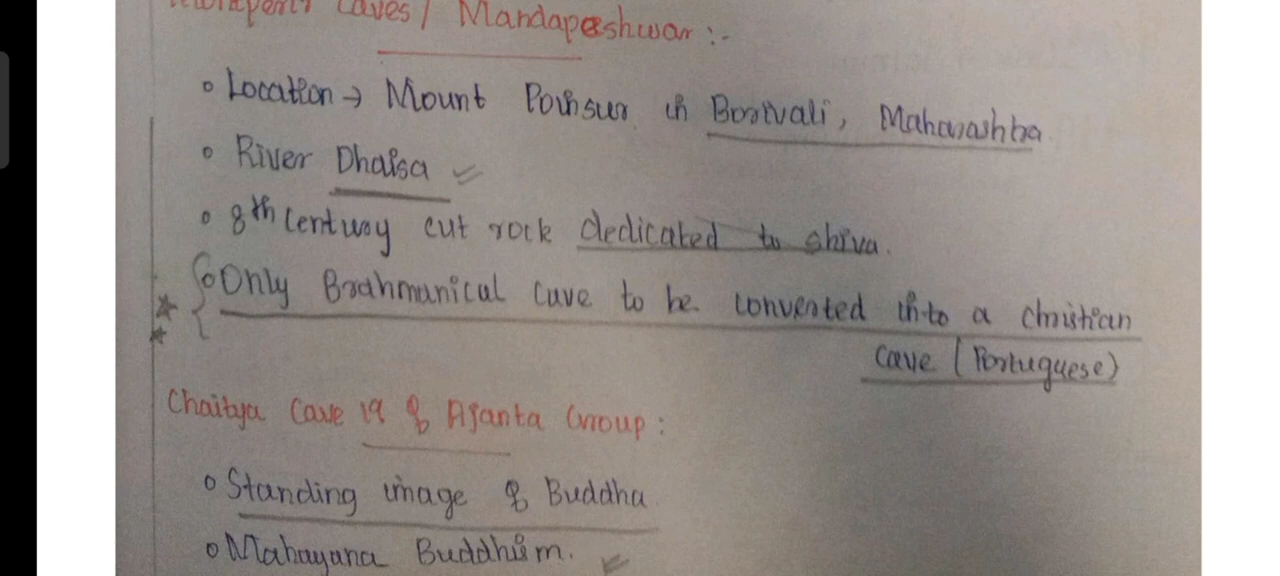 Caves / Mandapeshwar :-
• Location → Mount Poinsur in Borivali, Maharashtra.
• River Dhaisa
• 8th Century cut rock dedicated to shiva.
• Only Brahmanical Cave to be converted into a christian
cave (Portuguese)
Chaitya Cave 19 of Ajanta Group :
• Standing image of Buddha
• Mahayana Buddhism.